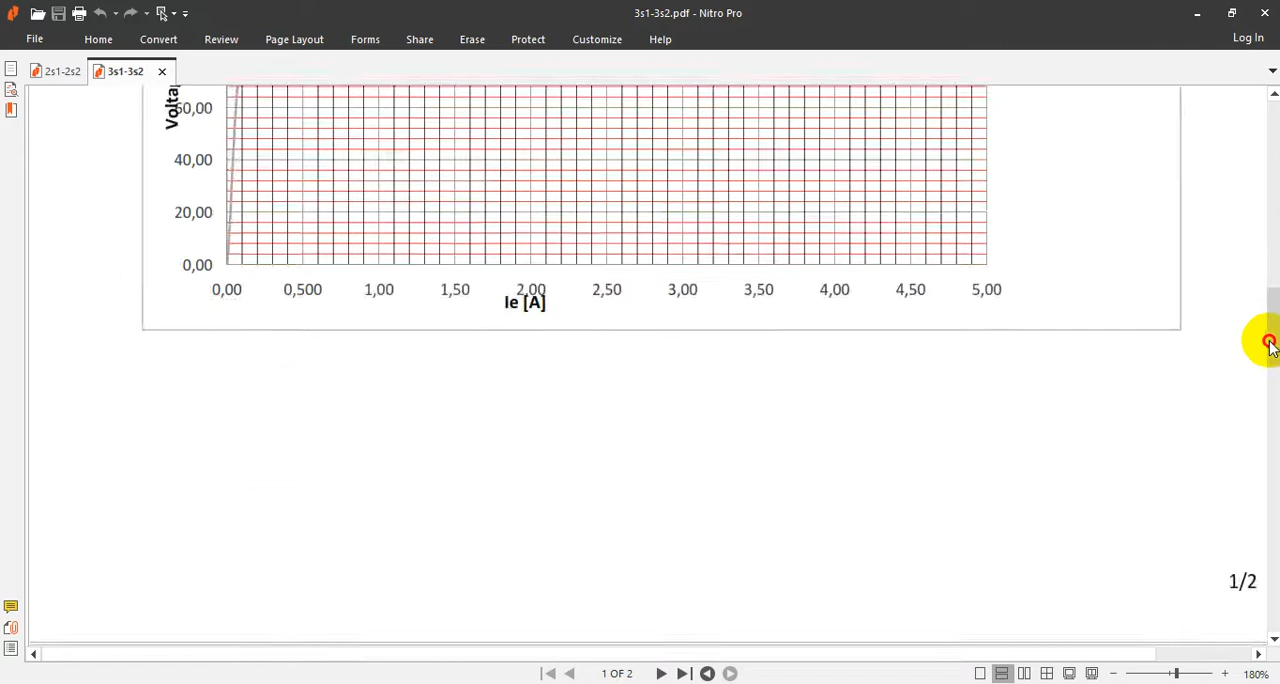 3s1-3s2.pdf - Nitro Pro
File Home Convert Review Page Layout Forms Share Erase Protect Customize Help Log In
2s1-2s2 3s1-3s2
60,00
40,00
20,00
0,00
0,00 0,500 1,00 1,50 2,00 2,50 3,00 3,50 4,00 4,50 5,00
Ie [A]
1/2
1 OF 2 180%